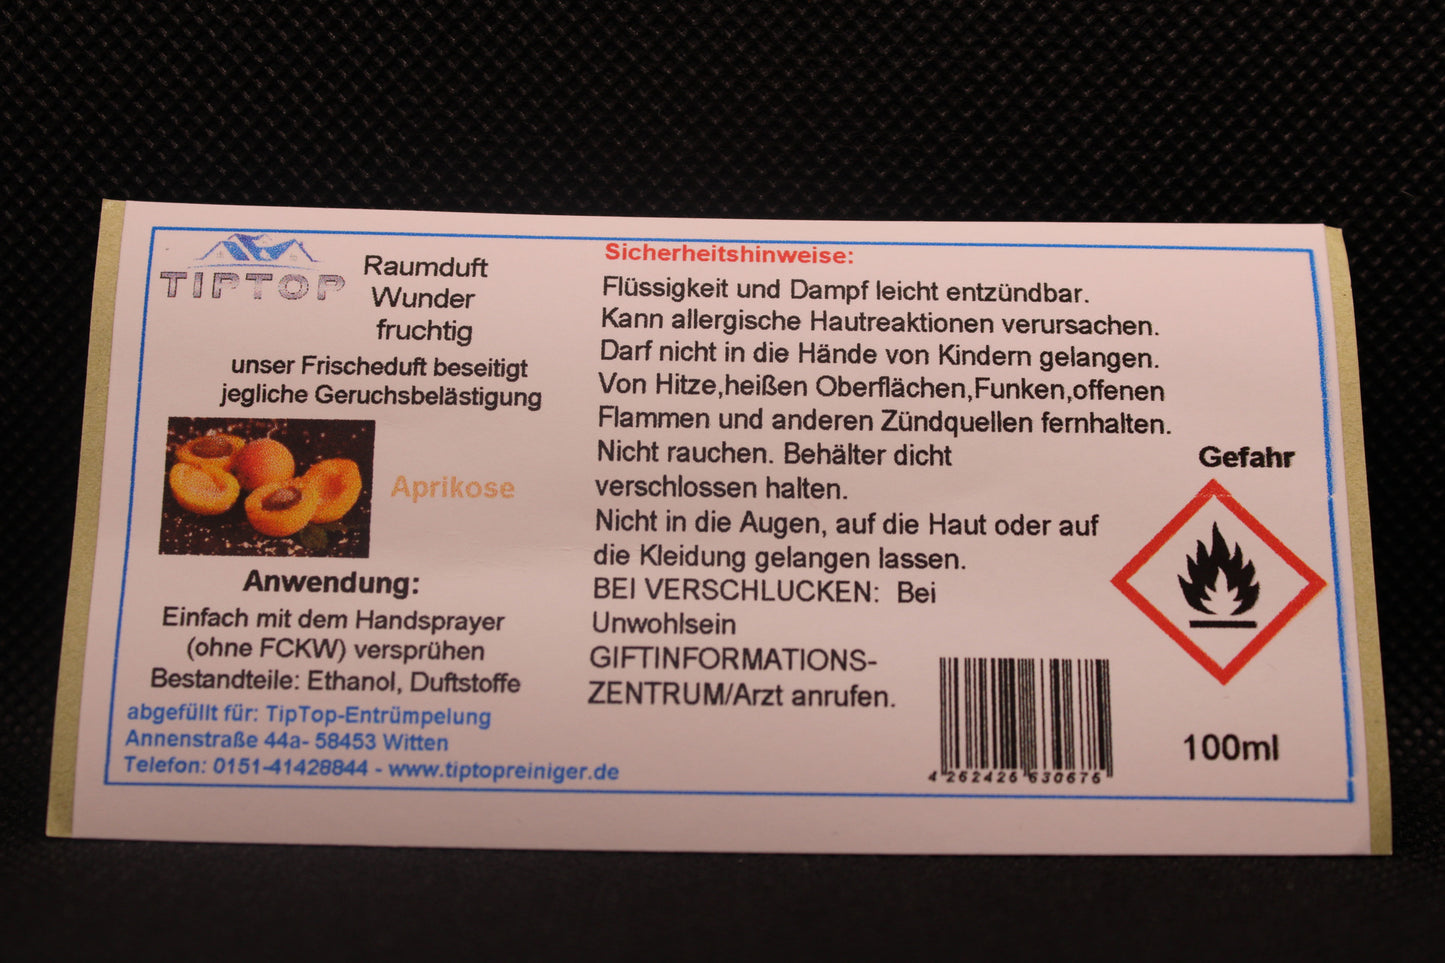 TIPTOP
Raumduft
Wunder
fruchtig
unser Frischeduft beseitigt
jegliche Geruchsbelästigung
Aprikose
Anwendung:
Einfach mit dem Handsprayer
(ohne FCKW) versprühen
Bestandteile: Ethanol, Duftstoffe
abgefüllt für: TipTop-Entrümpelung
Annenstraße 44a- 58453 Witten
Telefon: 0151-41428844 - www.tiptopreiniger.de
Sicherheitshinweise:
Flüssigkeit und Dampf leicht entzündbar.
Kann allergische Hautreaktionen verursachen.
Darf nicht in die Hände von Kindern gelangen.
Von Hitze,heißen Oberflächen,Funken,offenen
Flammen und anderen Zündquellen fernhalten.
Nicht rauchen. Behälter dicht
verschlossen halten.
Nicht in die Augen, auf die Haut oder auf
die Kleidung gelangen lassen.
BEI VERSCHLUCKEN: Bei
Unwohlsein
GIFTINFORMATIONS-
ZENTRUM/Arzt anrufen.
Gefahr
4 262426 630676
100ml